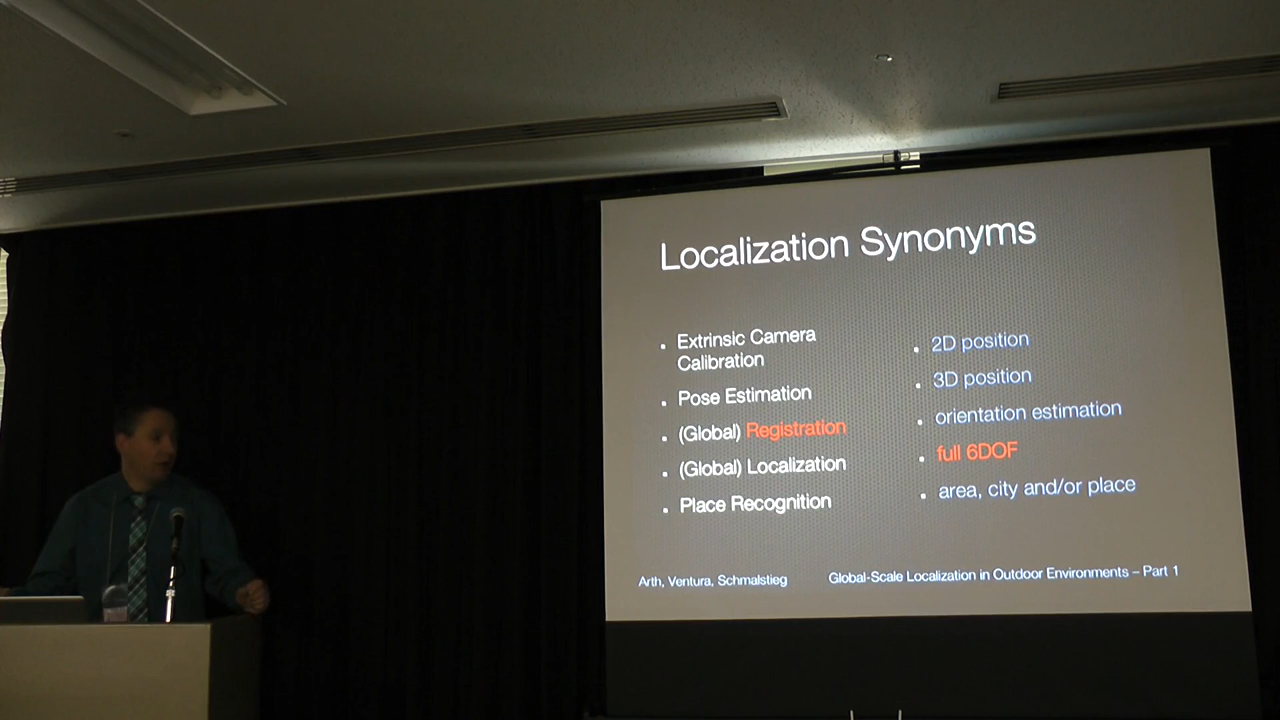 Localization Synonyms
Extrinsic Camera
Calibration
Pose Estimation
(Global) Registration
(Global) Localization
Place Recognition
2D position
3D position
orientation estimation
full 6DOF
area, city and/or place
Arth, Ventura, Schmalstieg
Global-Scale Localization in Outdoor Environments – Part 1